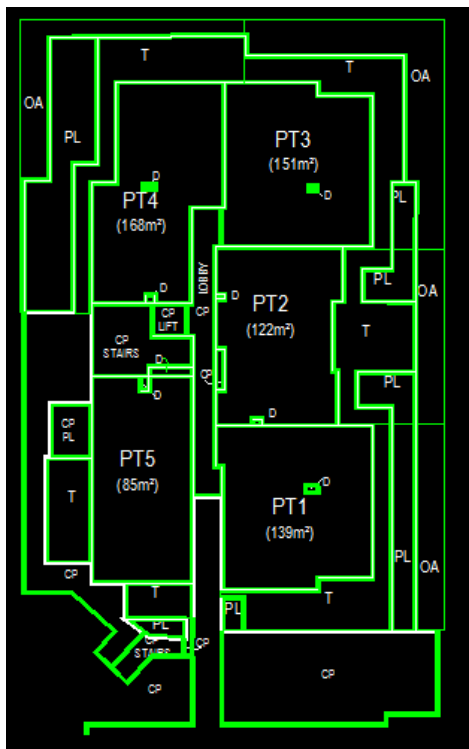 T
T
OA
OA
PL
PT3
(151m²)
D
D
PL
PT4
(168m²)
LOBBY
PL
OA
D
D
PT2
(122m²)
CP
LIFT
CP
T
CP
STAIRS
D
CP
PL
D
D
CP
PL
PT5
(85m²)
T
PT1
(139m²)
D
PL
OA
CP
T
T
PL
PL
CP
STAIRS
CP
CP
CP